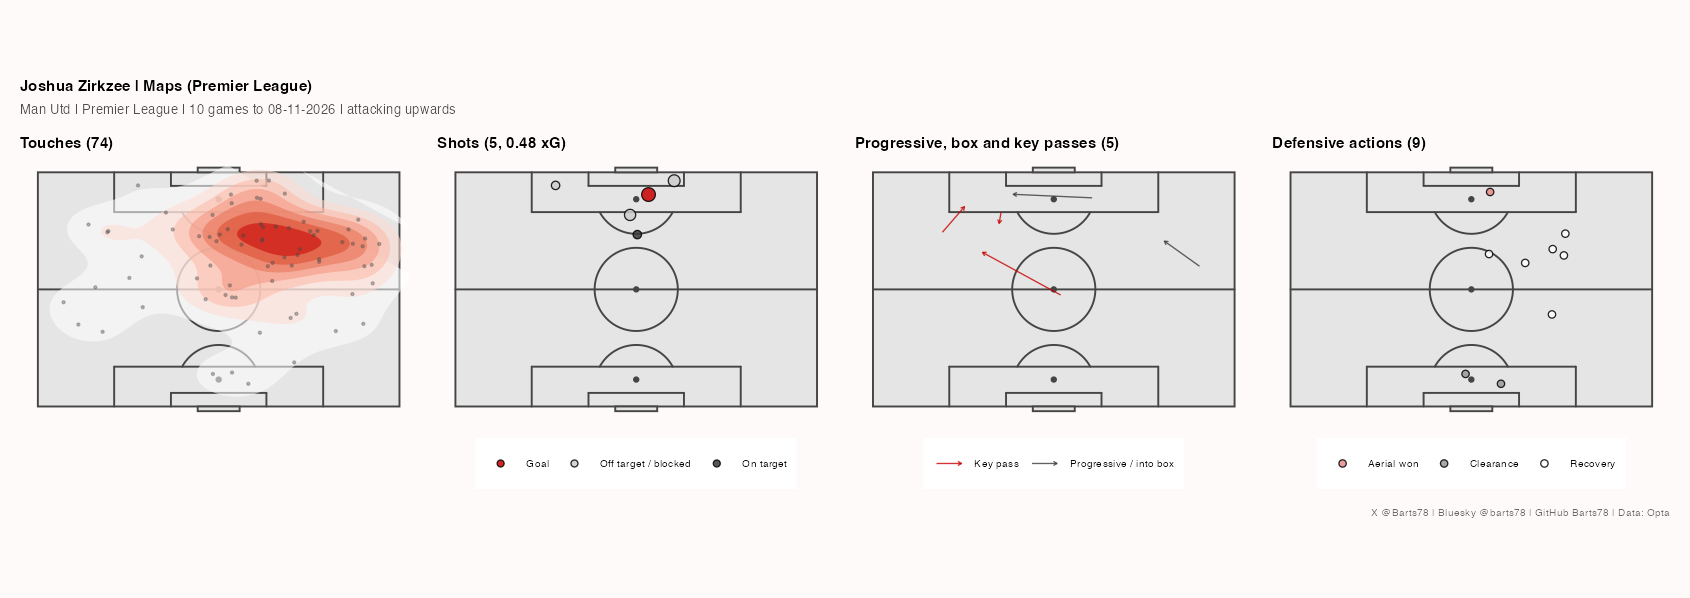 Joshua Zirkzee | Maps (Premier League)
Man Utd | Premier League | 10 games to 08-11-2026 | attacking upwards
Touches (74)
Shots (5, 0.48 xG)
Progressive, box and key passes (5)
Defensive actions (9)
Goal
Off target / blocked
On target
Key pass
Progressive / into box
Aerial won
Clearance
Recovery
X @Barts78 | Bluesky @barts78 | GitHub Barts78 | Data: Opta